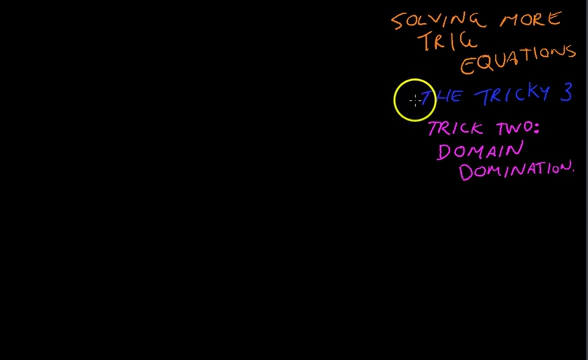 SOLVING MORE
TRIG
EQUATIONS
THE TRICKY 3
TRICK TWO:
DOMAIN
DOMINATION.